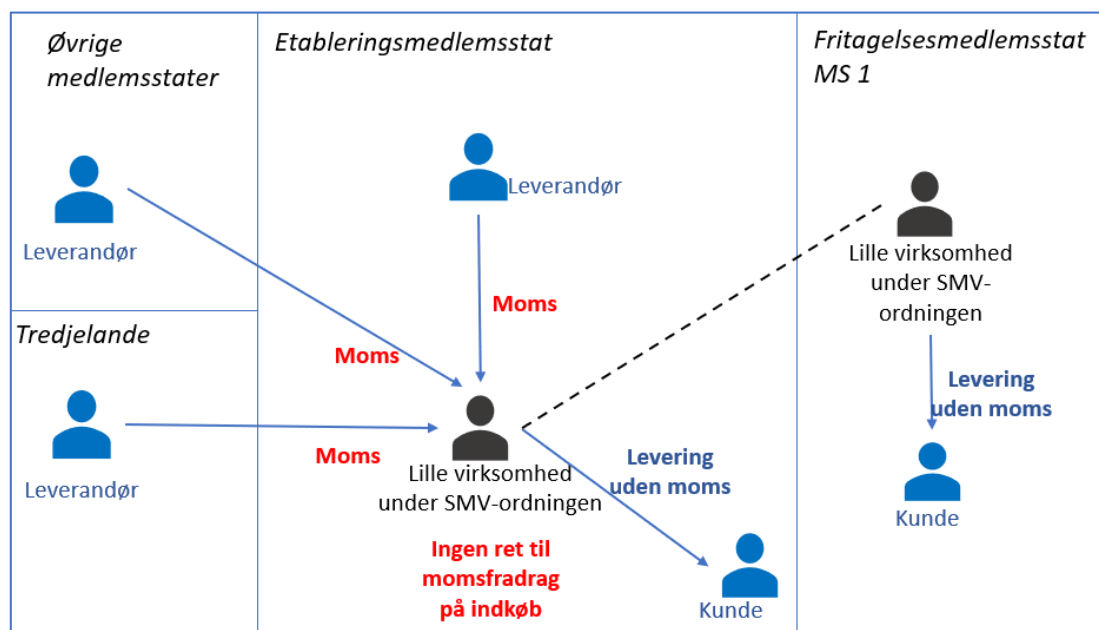 Øvrige
medlemsstater
Leverandør
Tredjelande
Leverandør
Etableringsmedlemsstat
Leverandør
Moms
Moms
Moms
Lille virksomhed
under SMV-ordningen
Ingen ret til
momsfradrag
på indkøb
Levering
uden moms
Kunde
Fritagelsesmedlemsstat
MS 1
Lille virksomhed
under SMV-
ordningen
Levering
uden moms
Kunde